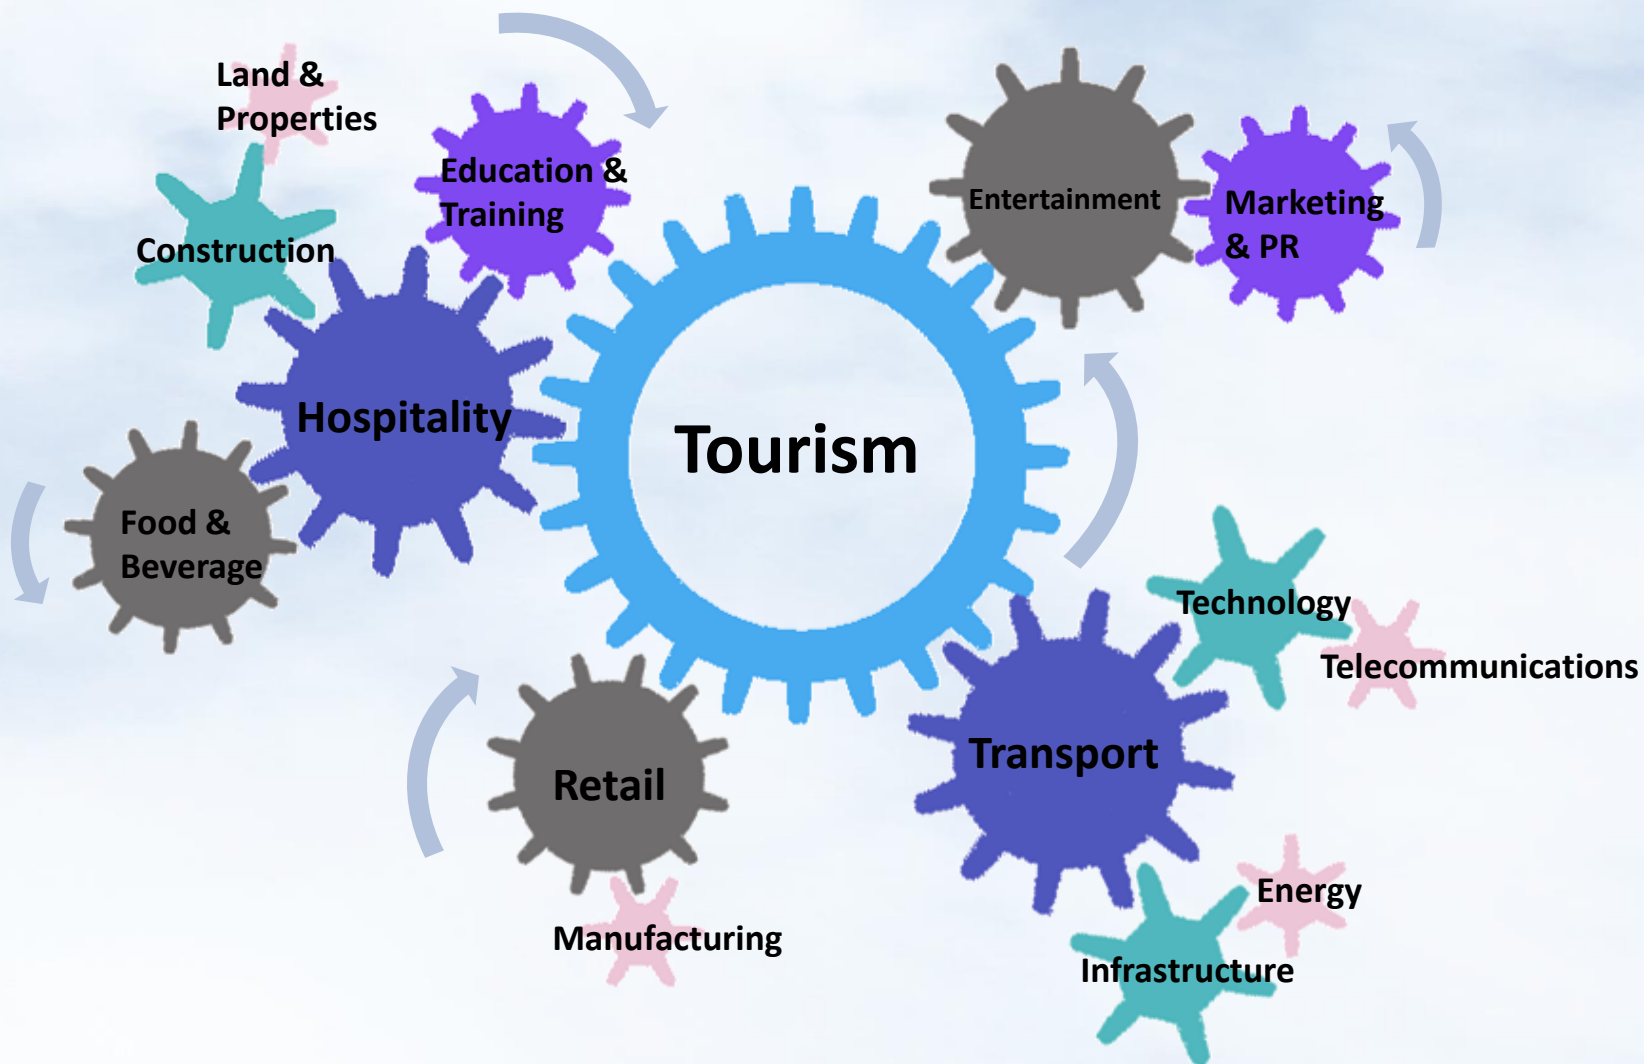 Land &
Properties
Education &
Training
Entertainment
Marketing
& PR
Construction
Hospitality
Tourism
Food &
Beverage
Technology
Telecommunications
Transport
Retail
Energy
Manufacturing
Infrastructure